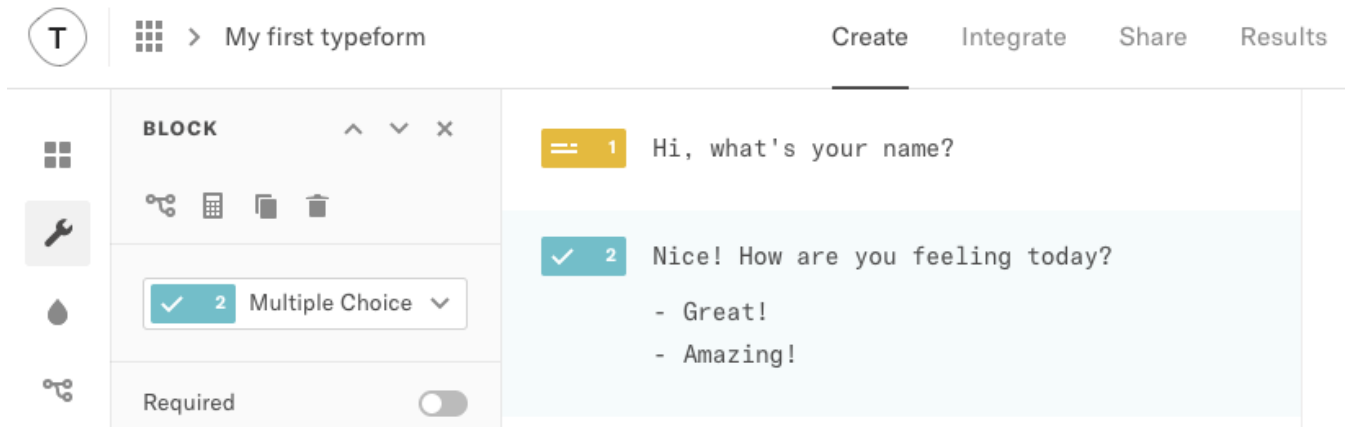 T
My first typeform
Create
Integrate
Share
Results
BLOCK
2 Multiple Choice
Required
1 Hi, what's your name?
2 Nice! How are you feeling today?
- Great!
- Amazing!